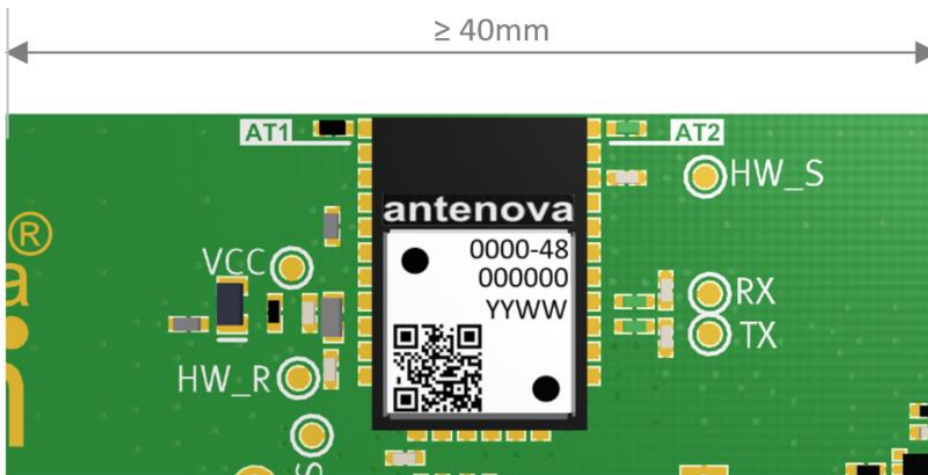 ≥ 40mm
AT1
AT2
HW_S
antenova
®
a
0000-48
000000
YYWW
VCC
RX
TX
HW_R
S